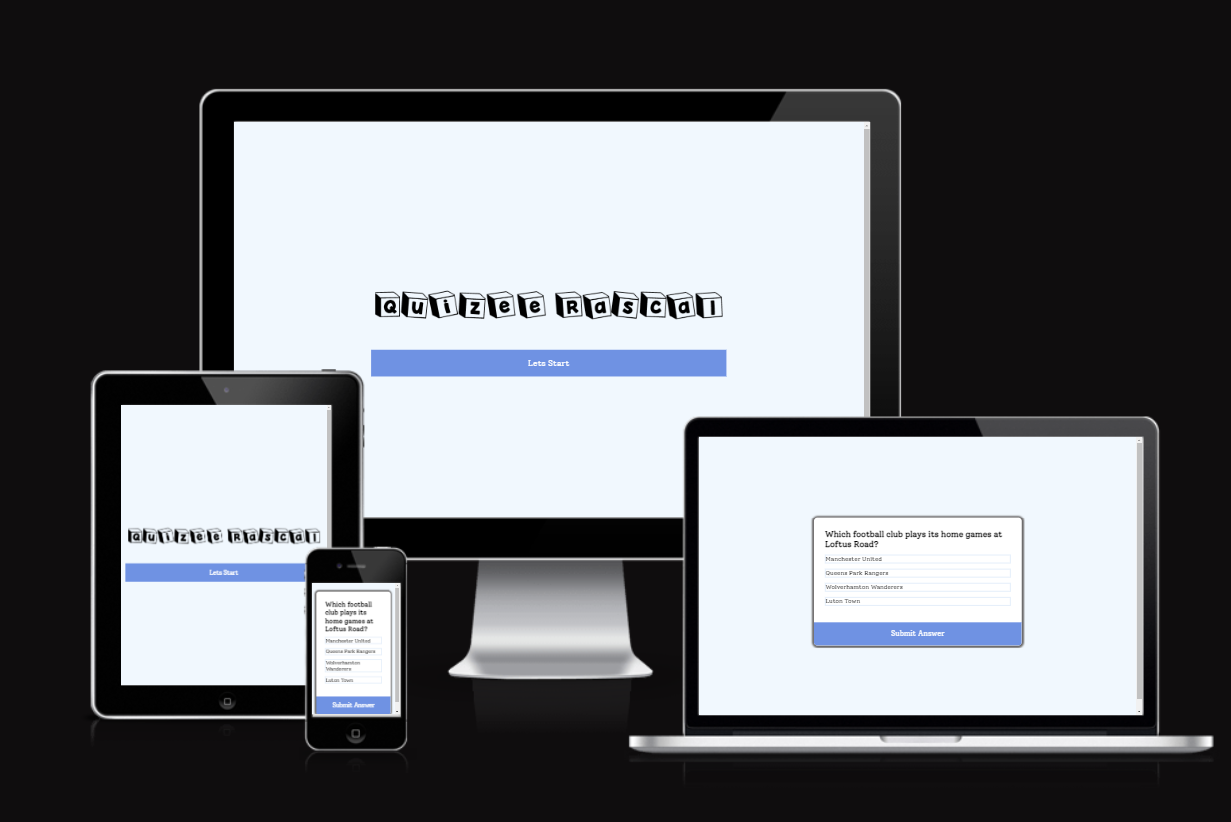 Quizee Rascal
Lets Start
Quizee Rascal
Lets Start
Which football
club plays its
home games at
Loftus Road?
Manchester United
Queens Park Rangers
Wolverhamton
Wanderers
Luton Town
Submit Answer
Which football club plays its home games at
Loftus Road?
Manchester United
Queens Park Rangers
Wolverhamton Wanderers
Luton Town
Submit Answer